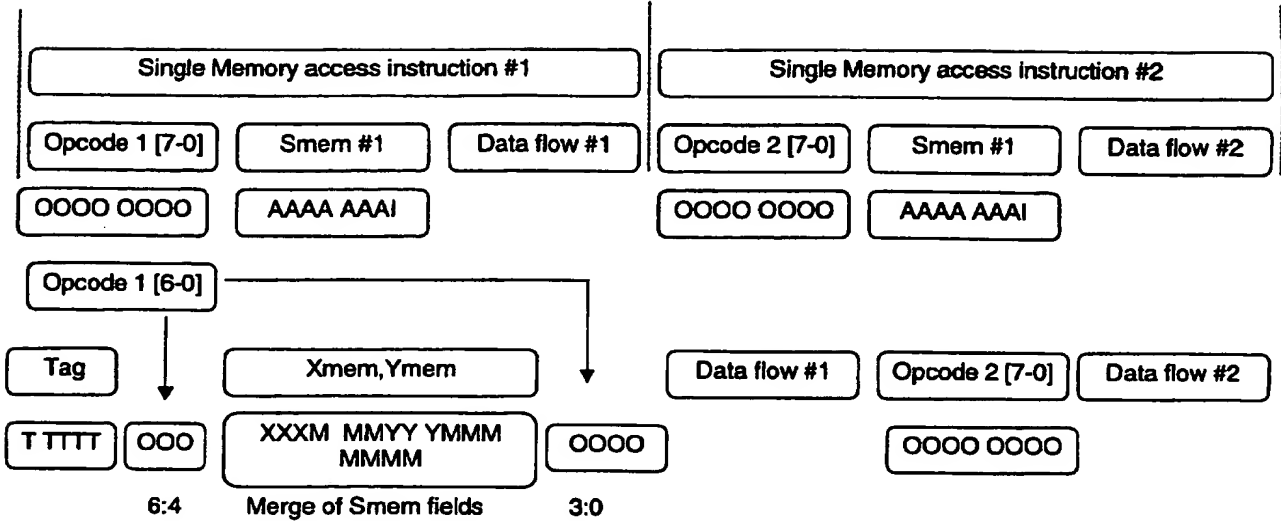 Single Memory access instruction #1 Single Memory access instruction #2
Opcode 1 [7-0] Smem #1 Data flow #1 Opcode 2 [7-0] Smem #1 Data flow #2
OOOO OOOO AAAA AAAI OOOO OOOO AAAA AAAI
Opcode 1 [6-0]
Tag Xmem,Ymem Data flow #1 Opcode 2 [7-0] Data flow #2
T TTTT OOO XXXM MMYY YMMM OOOO OOOO OOOO
MMMM
6:4 Merge of Smem fields 3:0